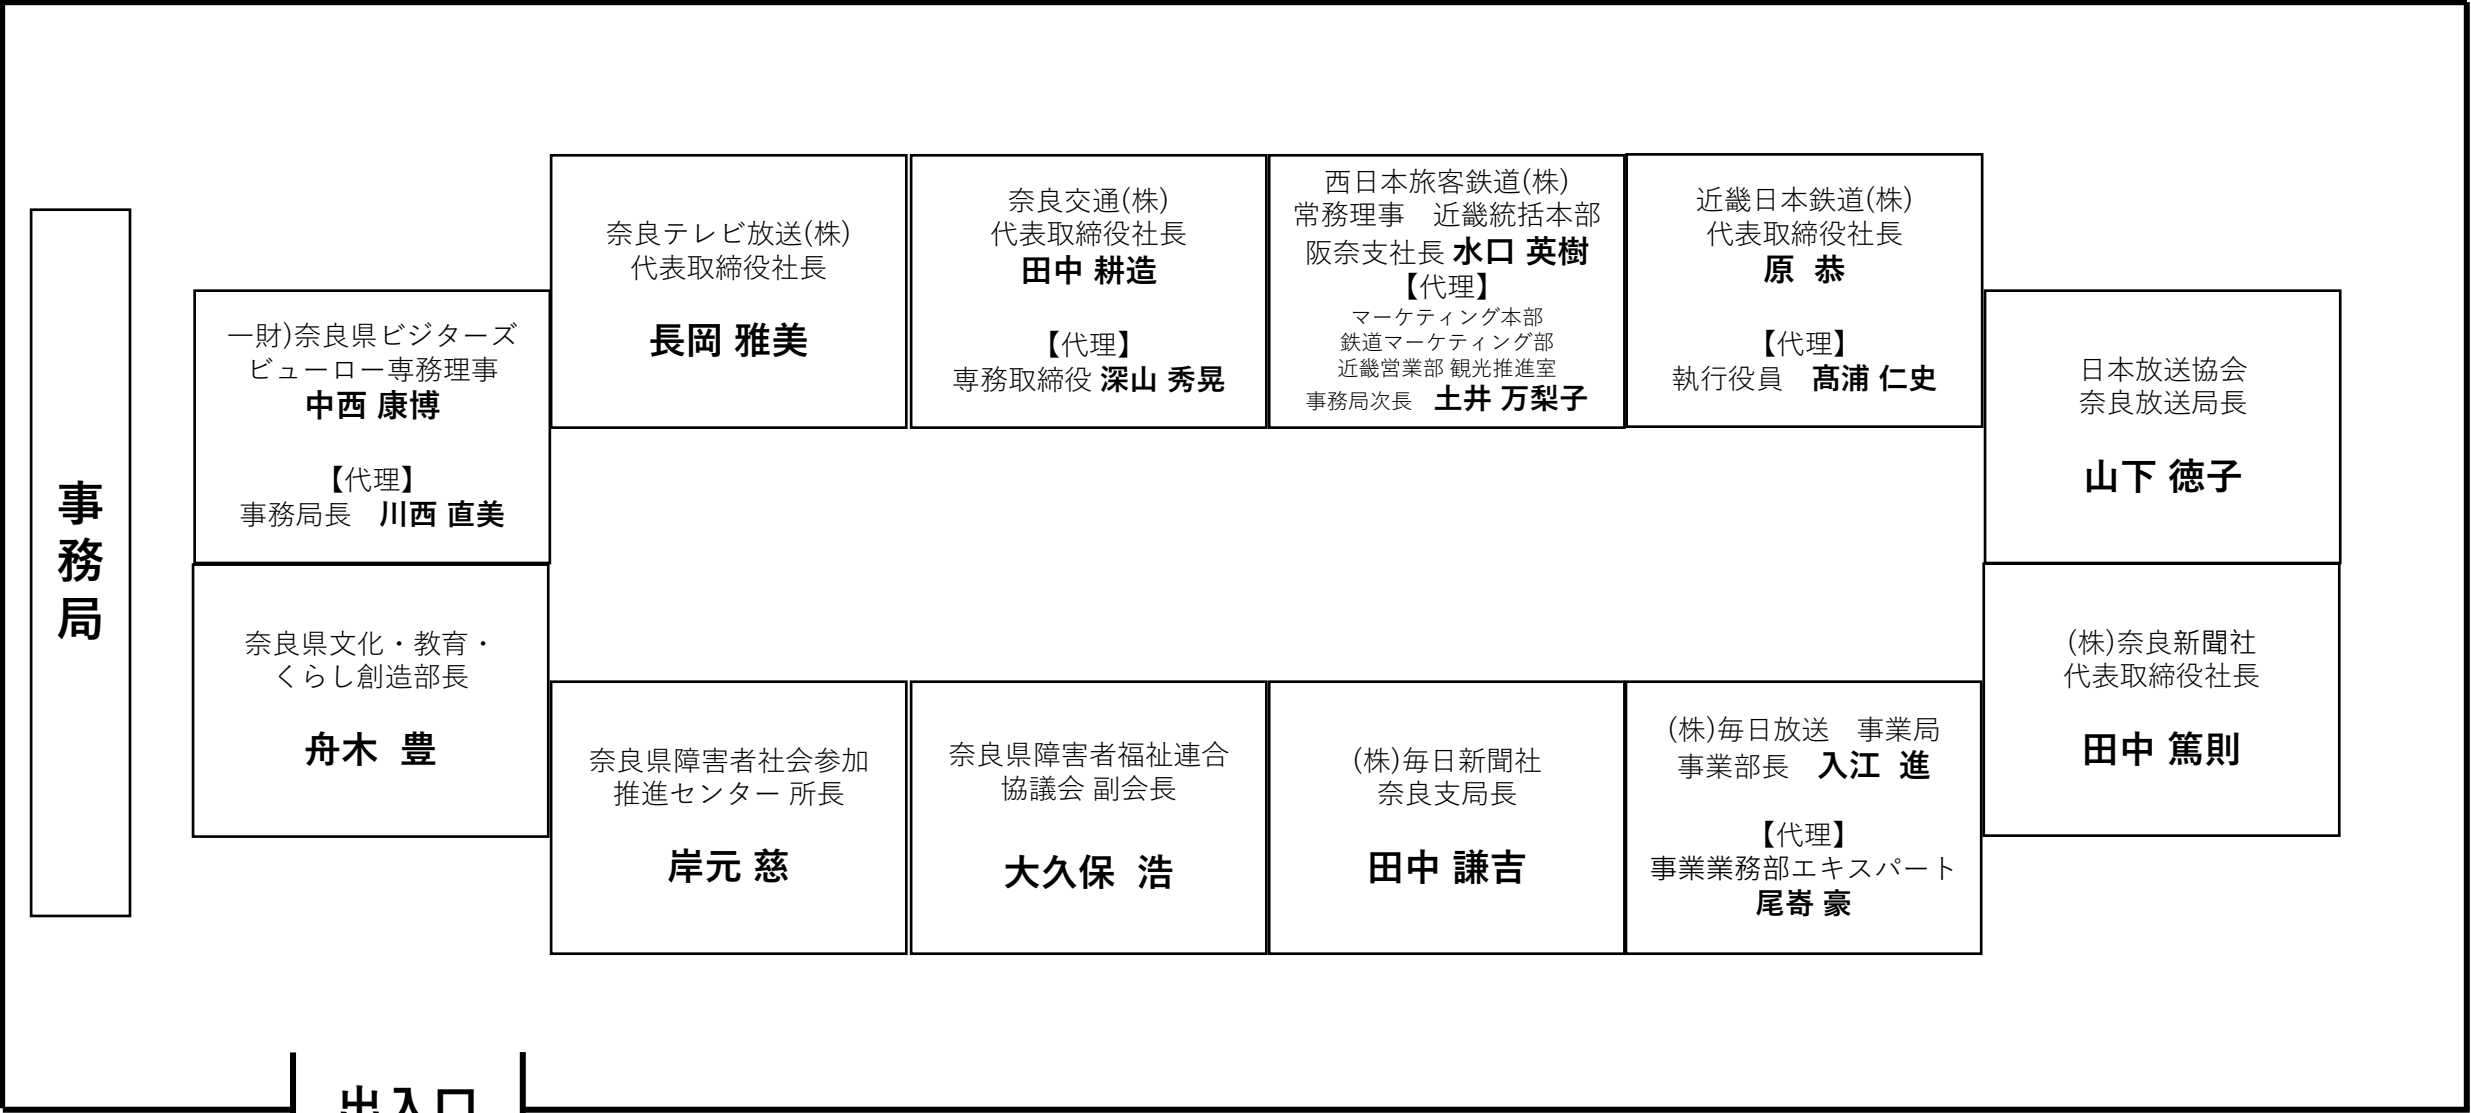 事務局
一財)奈良県ビジターズ
ビューロー専務理事
中西 康博
【代理】
事務局長　川西 直美
奈良県文化・教育・
くらし創造部長
舟木 豊
奈良テレビ放送(株)
代表取締役社長
長岡 雅美
奈良交通(株)
代表取締役社長
田中 耕造
【代理】
専務取締役 深山 秀晃
西日本旅客鉄道(株)
常務理事　近畿統括本部
阪奈支社長 水口 英樹
【代理】
マーケティング本部
鉄道マーケティング部
近畿営業部 観光推進室
事務局次長　土井 万梨子
近畿日本鉄道(株)
代表取締役社長
原 恭
【代理】
執行役員　髙浦 仁史
日本放送協会
奈良放送局長
山下 徳子
(株)奈良新聞社
代表取締役社長
田中 篤則
奈良県障害者社会参加
推進センター 所長
岸元 慈
奈良県障害者福祉連合
協議会 副会長
大久保 浩
(株)毎日新聞社
奈良支局長
田中 謙吉
(株)毎日放送　事業局
事業部長　入江 進
【代理】
事業業務部エキスパート
尾嵜 豪
出入口